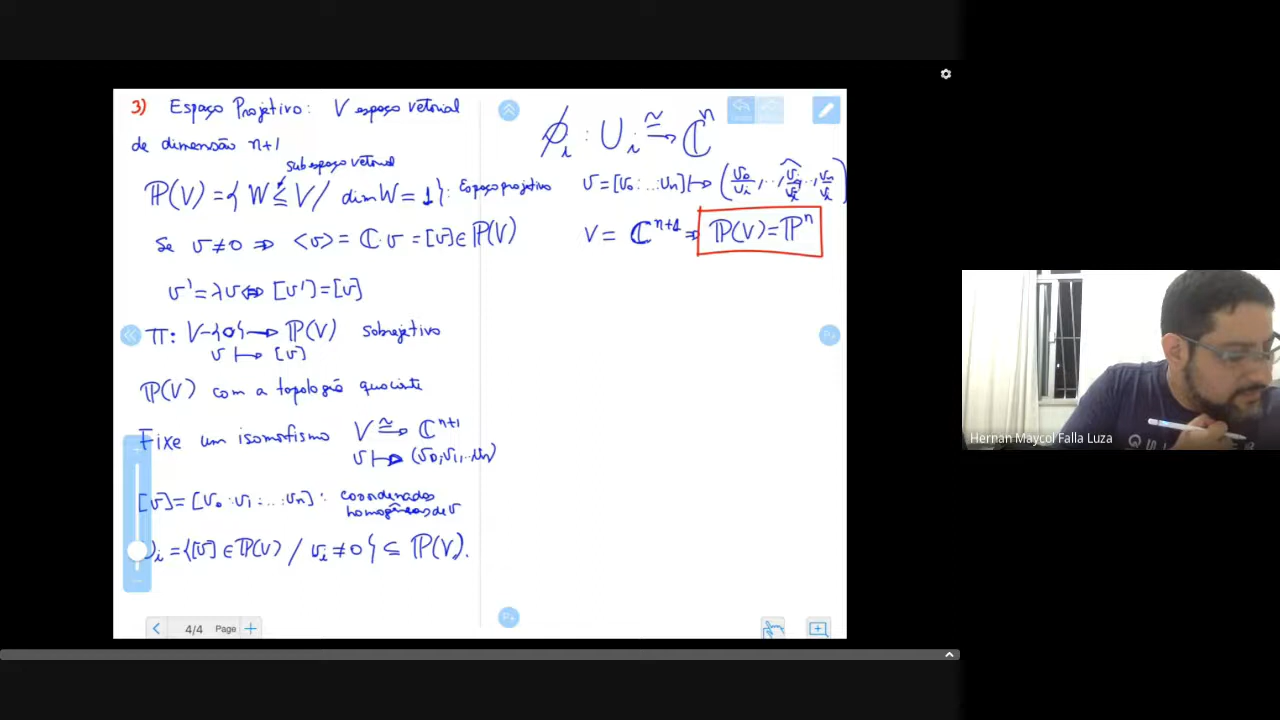 3) Espaço Projetivo: V espaço vetorial
de dimensão n+1
subespaço vetorial
ℙ(V) = { W ≤ V / dim W = 1 } : Espaço projetivo
Se v ≠ 0 ⇒ <v> = ℂ·v = [v] ∈ ℙ(V)
v' = λv ⇔ [v'] = [v]
π: V-{0} → ℙ(V) sobrejetivo
v ↦ [v]
ℙ(V) com a topologia quociente
Fixe um isomorfismo V ≅→ ℂⁿ⁺¹
v ↦ (v₀, v₁, ... vₙ)
[v] = [v₀ : v₁ : ... : vₙ] : coordenadas
homogêneas de v
Uᵢ = {[v] ∈ ℙ(V) / vᵢ ≠ 0} ⊆ ℙ(V).
4/4 Page
ϕᵢ : Uᵢ ≅→ ℂⁿ
v = [v₀ : ... vₙ] ↦ (v₀/vᵢ, ..., v̂ᵢ/vᵢ, .., vₙ/vᵢ)
V = ℂⁿ⁺¹ ⇒ ℙ(V) = ℙⁿ
Hernan Maycol Falla Luza